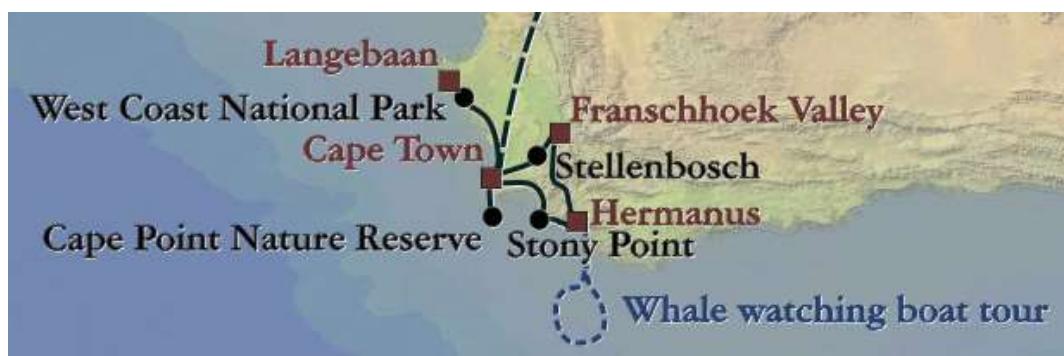 Langebaan
West Coast National Park
Franschhoek Valley
Cape Town
Stellenbosch
Hermanus
Cape Point Nature Reserve
Stony Point
Whale watching boat tour